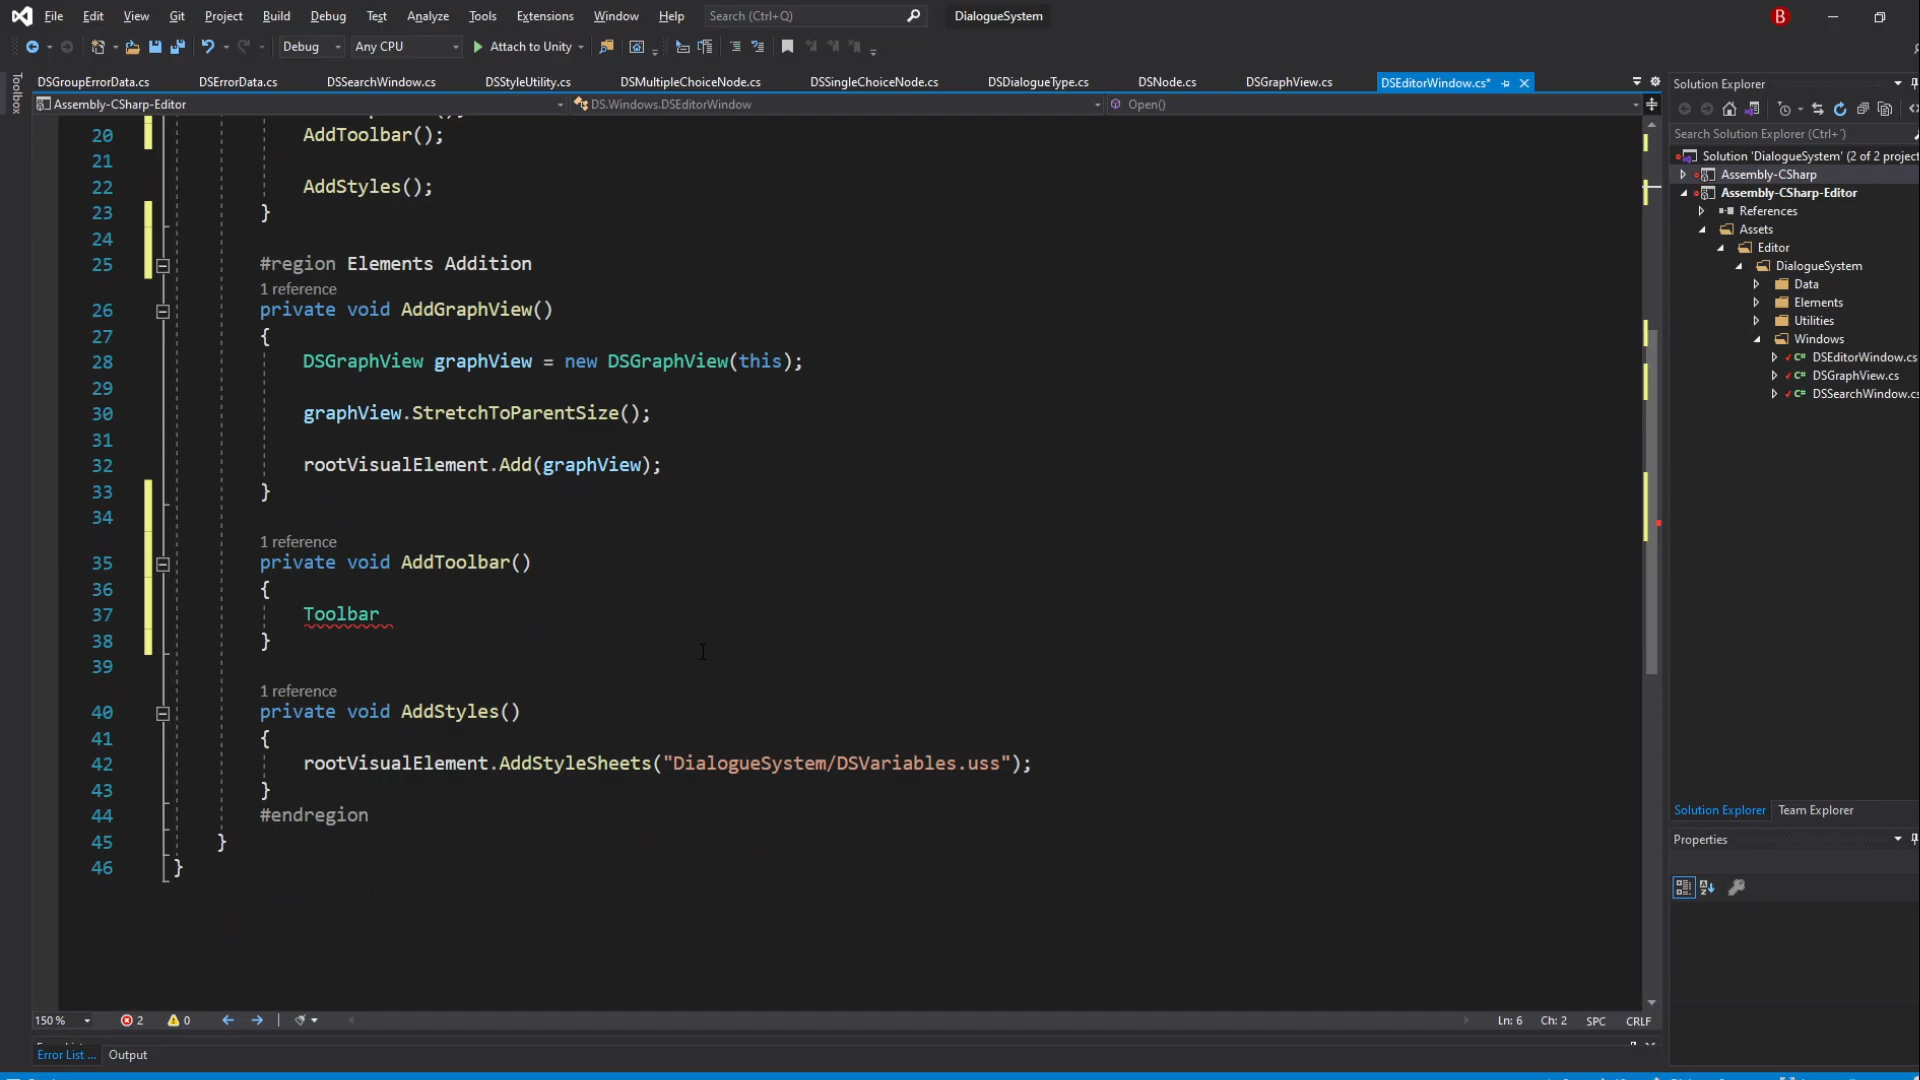 File Edit View Git Project Build Debug Test Analyze Tools Extensions Window Help Search (Ctrl+Q) DialogueSystem B
Debug Any CPU Attach to Unity
Toolbox
DSGroupErrorData.cs DSErrorData.cs DSSearchWindow.cs DSStyleUtility.cs DSMultipleChoiceNode.cs DSSingleChoiceNode.cs DSDialogueType.cs DSNode.cs DSGraphView.cs DSEditorWindow.cs*
Assembly-CSharp-Editor DS.Windows.DSEditorWindow Open()
20 AddToolbar();
21
22 AddStyles();
23 }
24
25 #region Elements Addition
1 reference
26 private void AddGraphView()
27 {
28 DSGraphView graphView = new DSGraphView(this);
29
30 graphView.StretchToParentSize();
31
32 rootVisualElement.Add(graphView);
33 }
34
1 reference
35 private void AddToolbar()
36 {
37 Toolbar
38 }
39
1 reference
40 private void AddStyles()
41 {
42 rootVisualElement.AddStyleSheets("DialogueSystem/DSVariables.uss");
43 }
44 #endregion
45 }
46 }
150 % 2 0 Ln: 6 Ch: 2 SPC CRLF
Error List ... Output
Solution Explorer
Search Solution Explorer (Ctrl+´)
Solution 'DialogueSystem' (2 of 2 project
Assembly-CSharp
Assembly-CSharp-Editor
References
Assets
Editor
DialogueSystem
Data
Elements
Utilities
Windows
DSEditorWindow.cs
DSGraphView.cs
DSSearchWindow.cs
Solution Explorer Team Explorer
Properties